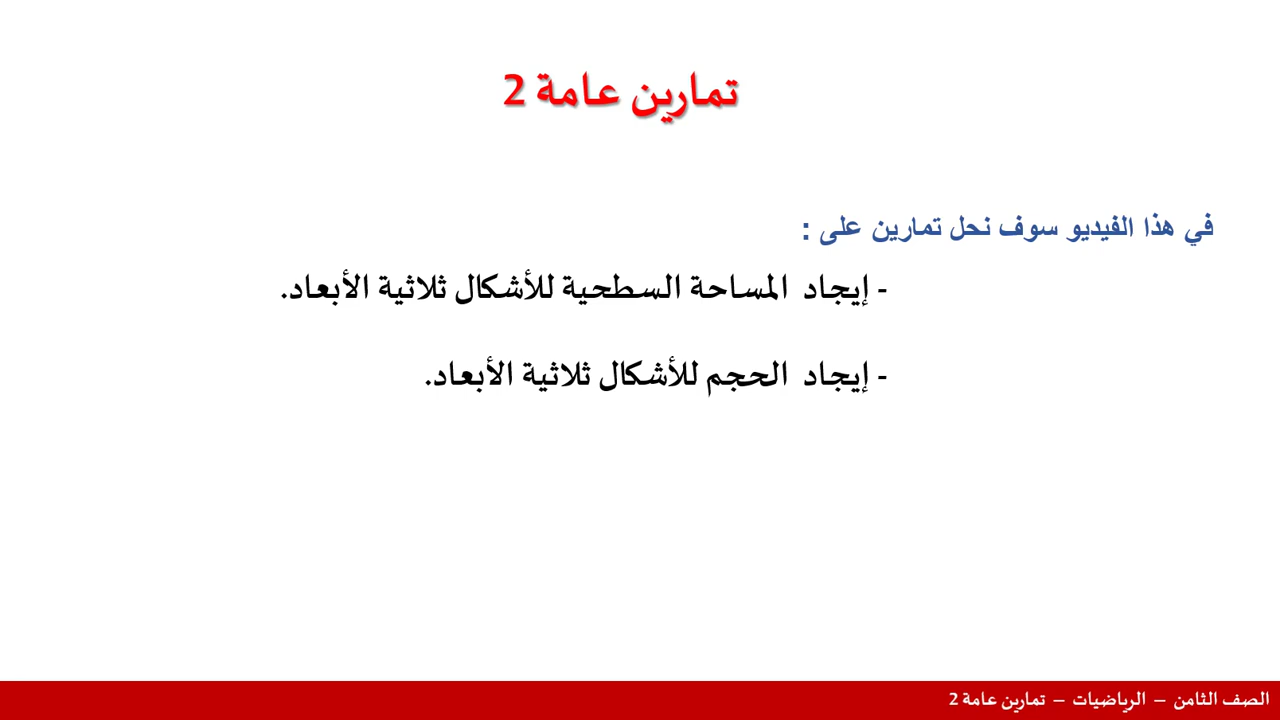 تمارين عامة 2
في هذا الفيديو سوف نحل تمارين على :
- إيجاد المساحة السطحية للأشكال ثلاثية الأبعاد.
- إيجاد الحجم للأشكال ثلاثية الأبعاد.
الصف الثامن – الرياضيات – تمارين عامة 2